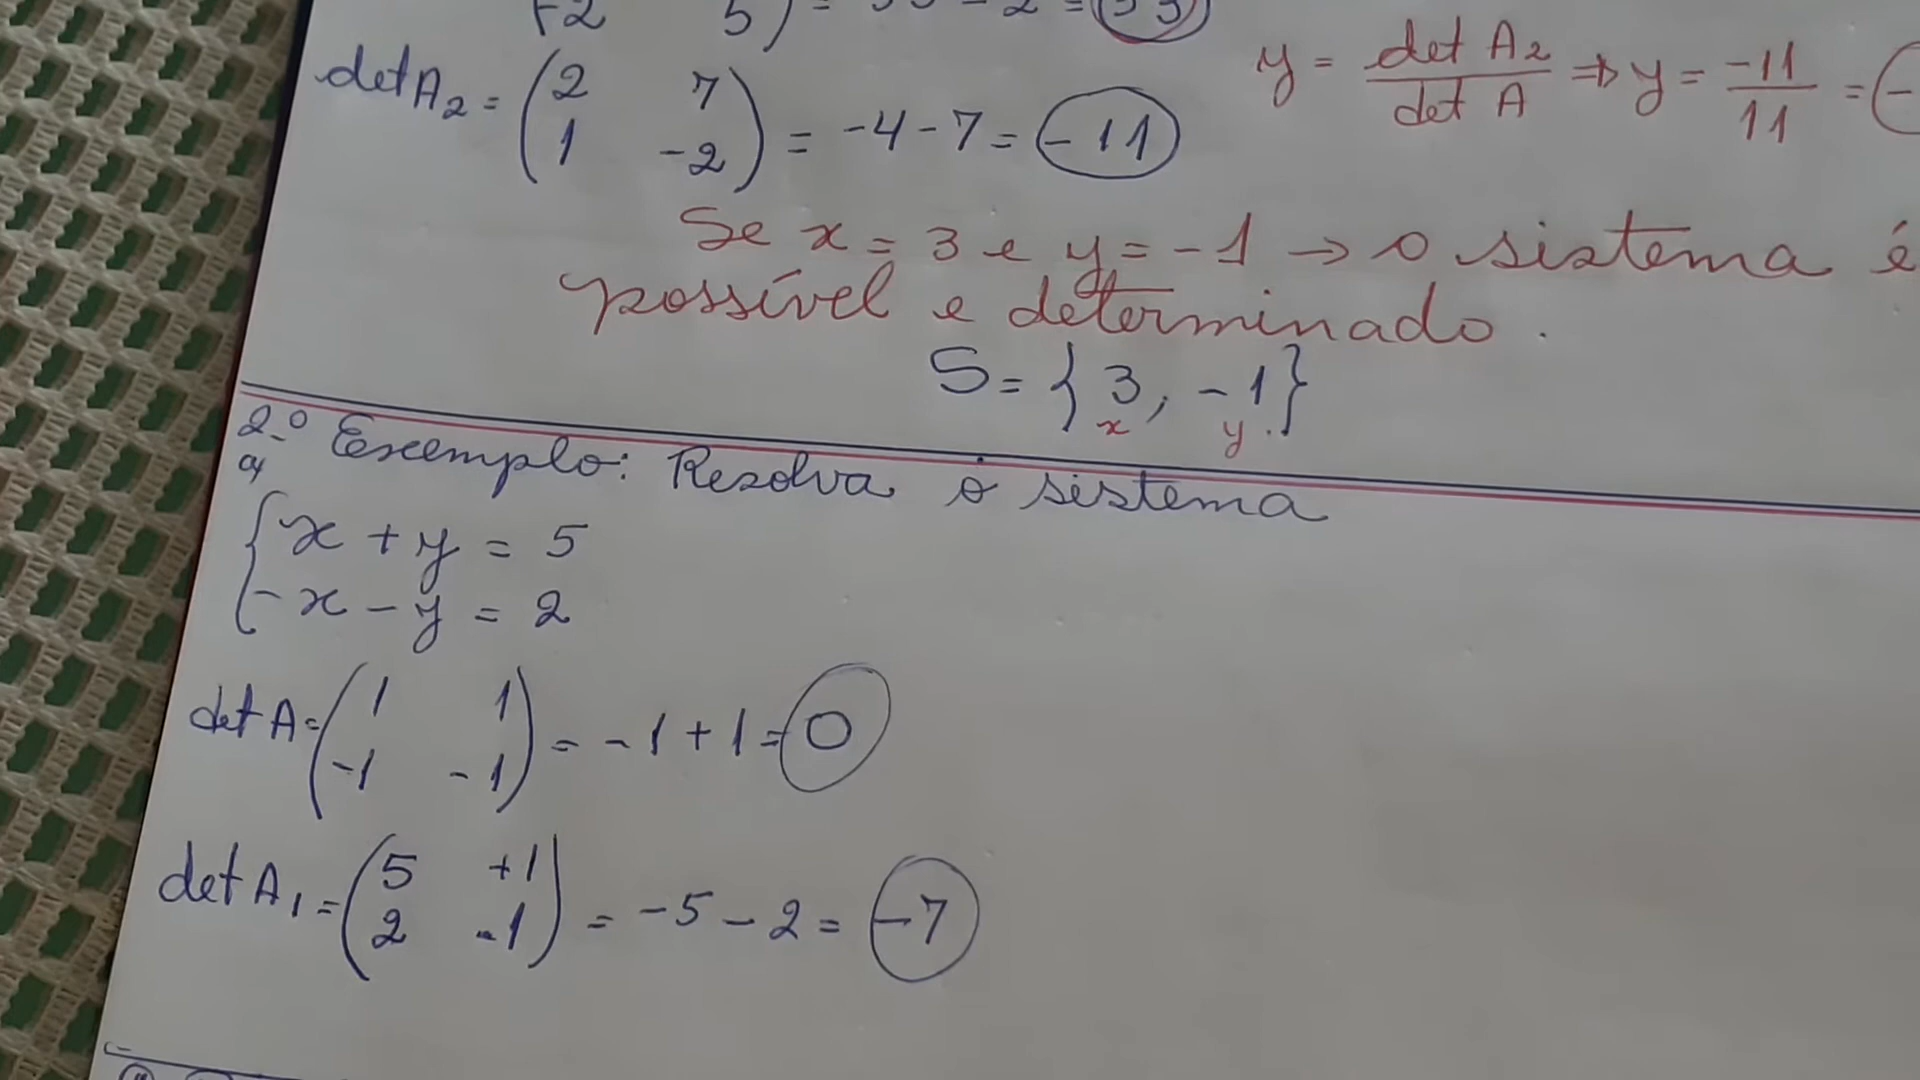 det A₂ = (2 7
1 -2) = -4 - 7 = -11
y = det A₂ / det A ⇒ y = -11 / 11 = -
Se x = 3 e y = -1 → o sistema é
possível e determinado.
S = {3, -1}
x y
2º Exemplo: Resolva o sistema
a)
{ x + y = 5
-x - y = 2
det A = (1 1
-1 -1) = -1 + 1 = 0
det A₁ = (5 +1
2 -1) = -5 - 2 = -7